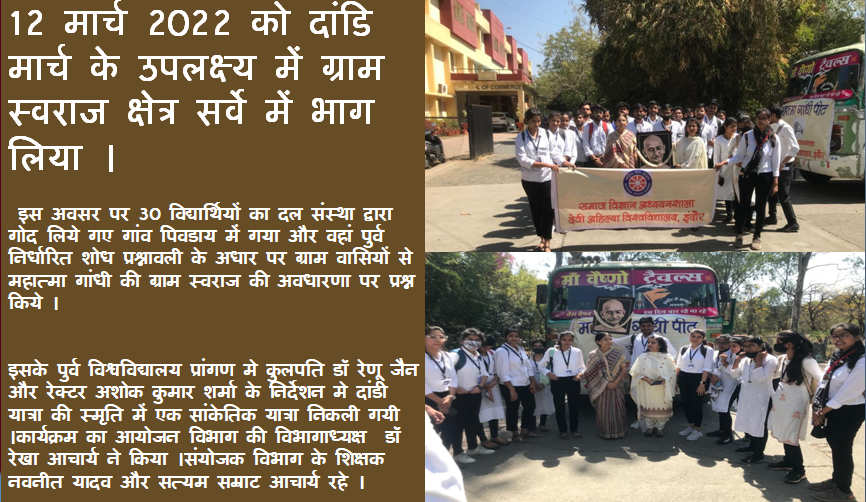 12 मार्च 2022 को दांडि
मार्च के उपलक्ष्य में ग्राम
स्वराज क्षेत्र सर्वे में भाग
लिया ।
इस अवसर पर 30 विद्यार्थियों का दल संस्था द्वारा
गोद लिये गए गांव पिवडाय में गया और वहां पुर्व
निर्धारित शोध प्रश्नावली के अधार पर ग्राम वासियों से
महात्मा गांधी की ग्राम स्वराज की अवधारणा पर प्रश्न
किये ।
इसके पुर्व विश्वविद्यालय प्रांगण मे कुलपति डॉ रेणू जैन
और रेक्टर अशोक कुमार शर्मा के निर्देशन मे दांडी
यात्रा की स्मृति में एक सांकेतिक यात्रा निकली गयी
।कार्यक्रम का आयोजन विभाग की विभागाध्यक्ष डॉ
रेखा आचार्य ने किया ।संयोजक विभाग के शिक्षक
नवनीत यादव और सत्यम सम्राट आचार्य रहे ।
OF COMMERCE
माँ वैष्णो ट्रैवल्स
गांधी पीठ
समाज विज्ञान अध्ययनशाला
देवी अहिल्या विश्वविद्यालय, इंदौर
माँ वैष्णो ट्रैवल्स
गांधी पीठ